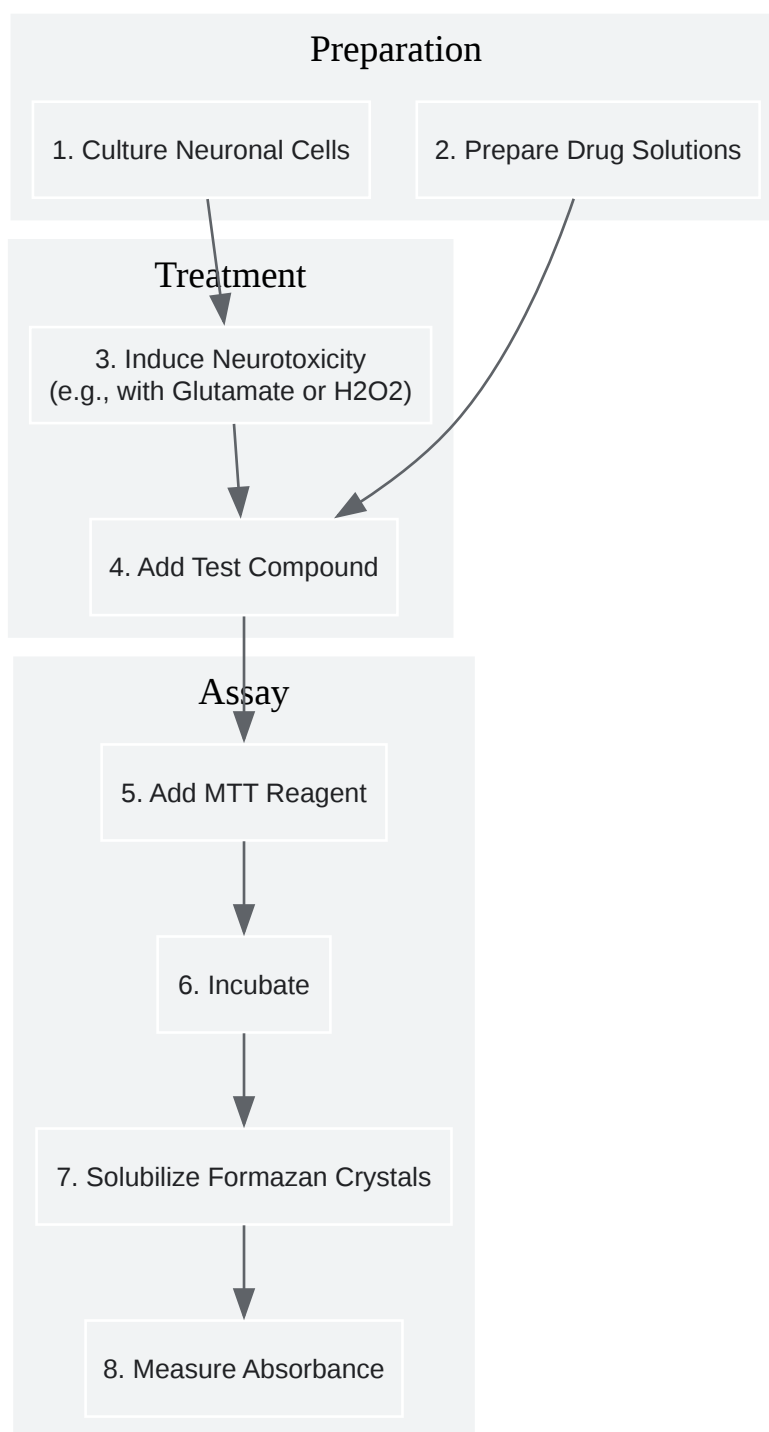 Preparation
1. Culture Neuronal Cells
2. Prepare Drug Solutions
Treatment
3. Induce Neurotoxicity
(e.g., with Glutamate or H2O2)
4. Add Test Compound
Assay
5. Add MTT Reagent
6. Incubate
7. Solubilize Formazan Crystals
8. Measure Absorbance